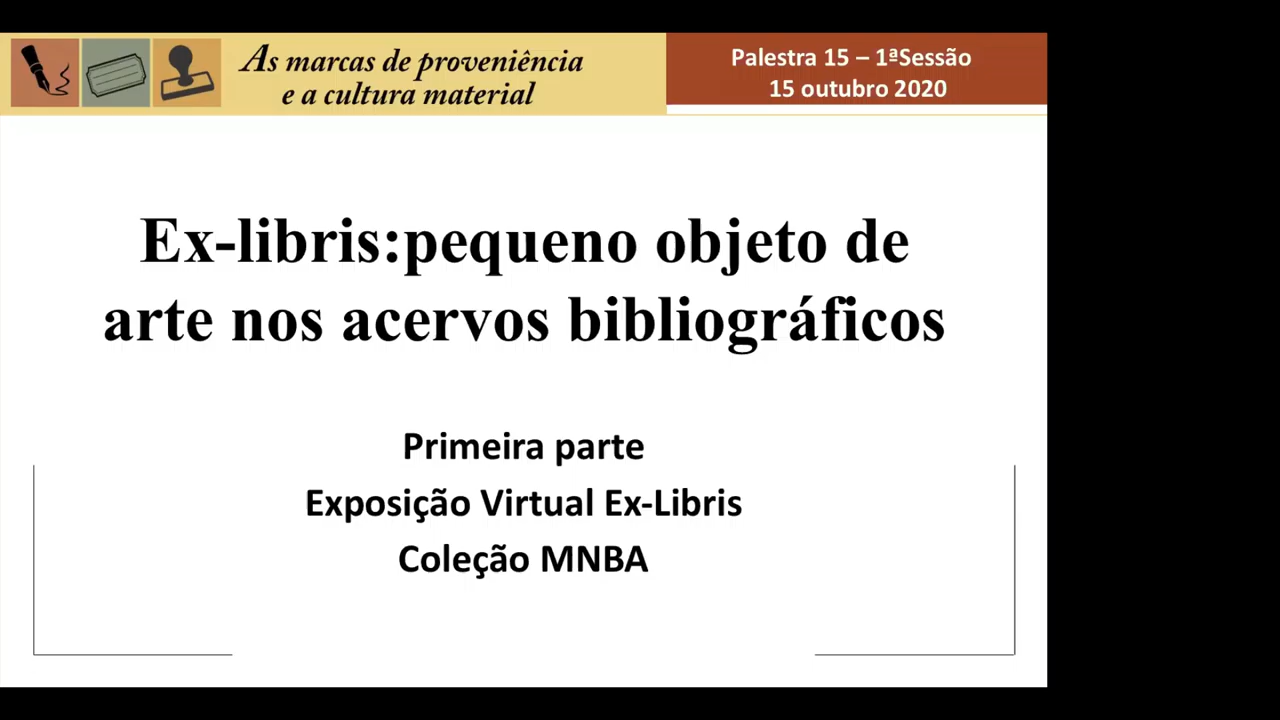 As marcas de proveniência
e a cultura material
Palestra 15 – 1ªSessão
15 outubro 2020
Ex-libris:pequeno objeto de
arte nos acervos bibliográficos
Primeira parte
Exposição Virtual Ex-Libris
Coleção MNBA